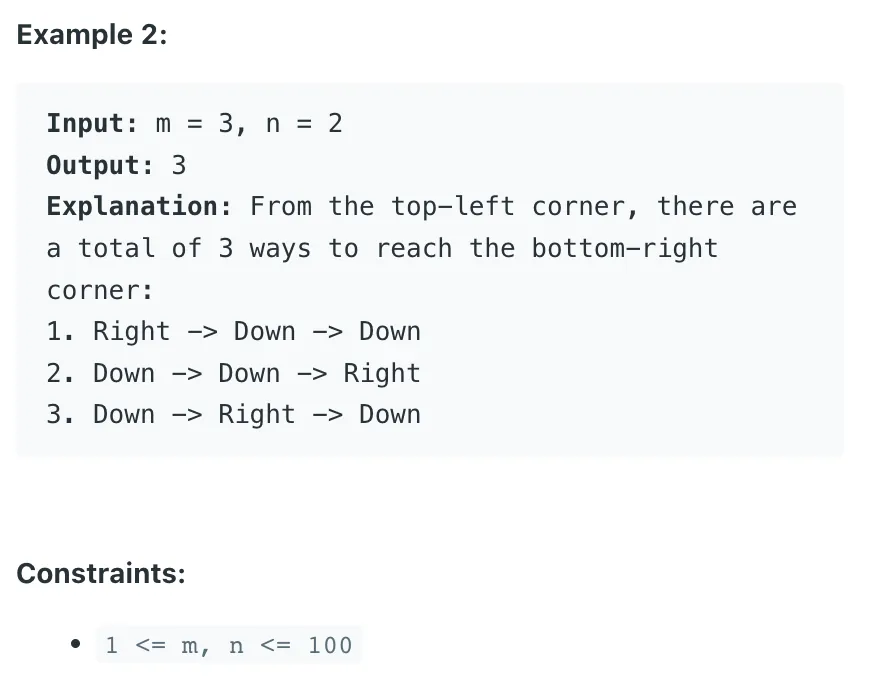 Example 2:
Input: m = 3, n = 2
Output: 3
Explanation: From the top-left corner, there are
a total of 3 ways to reach the bottom-right
corner:
1. Right -> Down -> Down
2. Down -> Down -> Right
3. Down -> Right -> Down
Constraints:
• 1 <= m, n <= 100